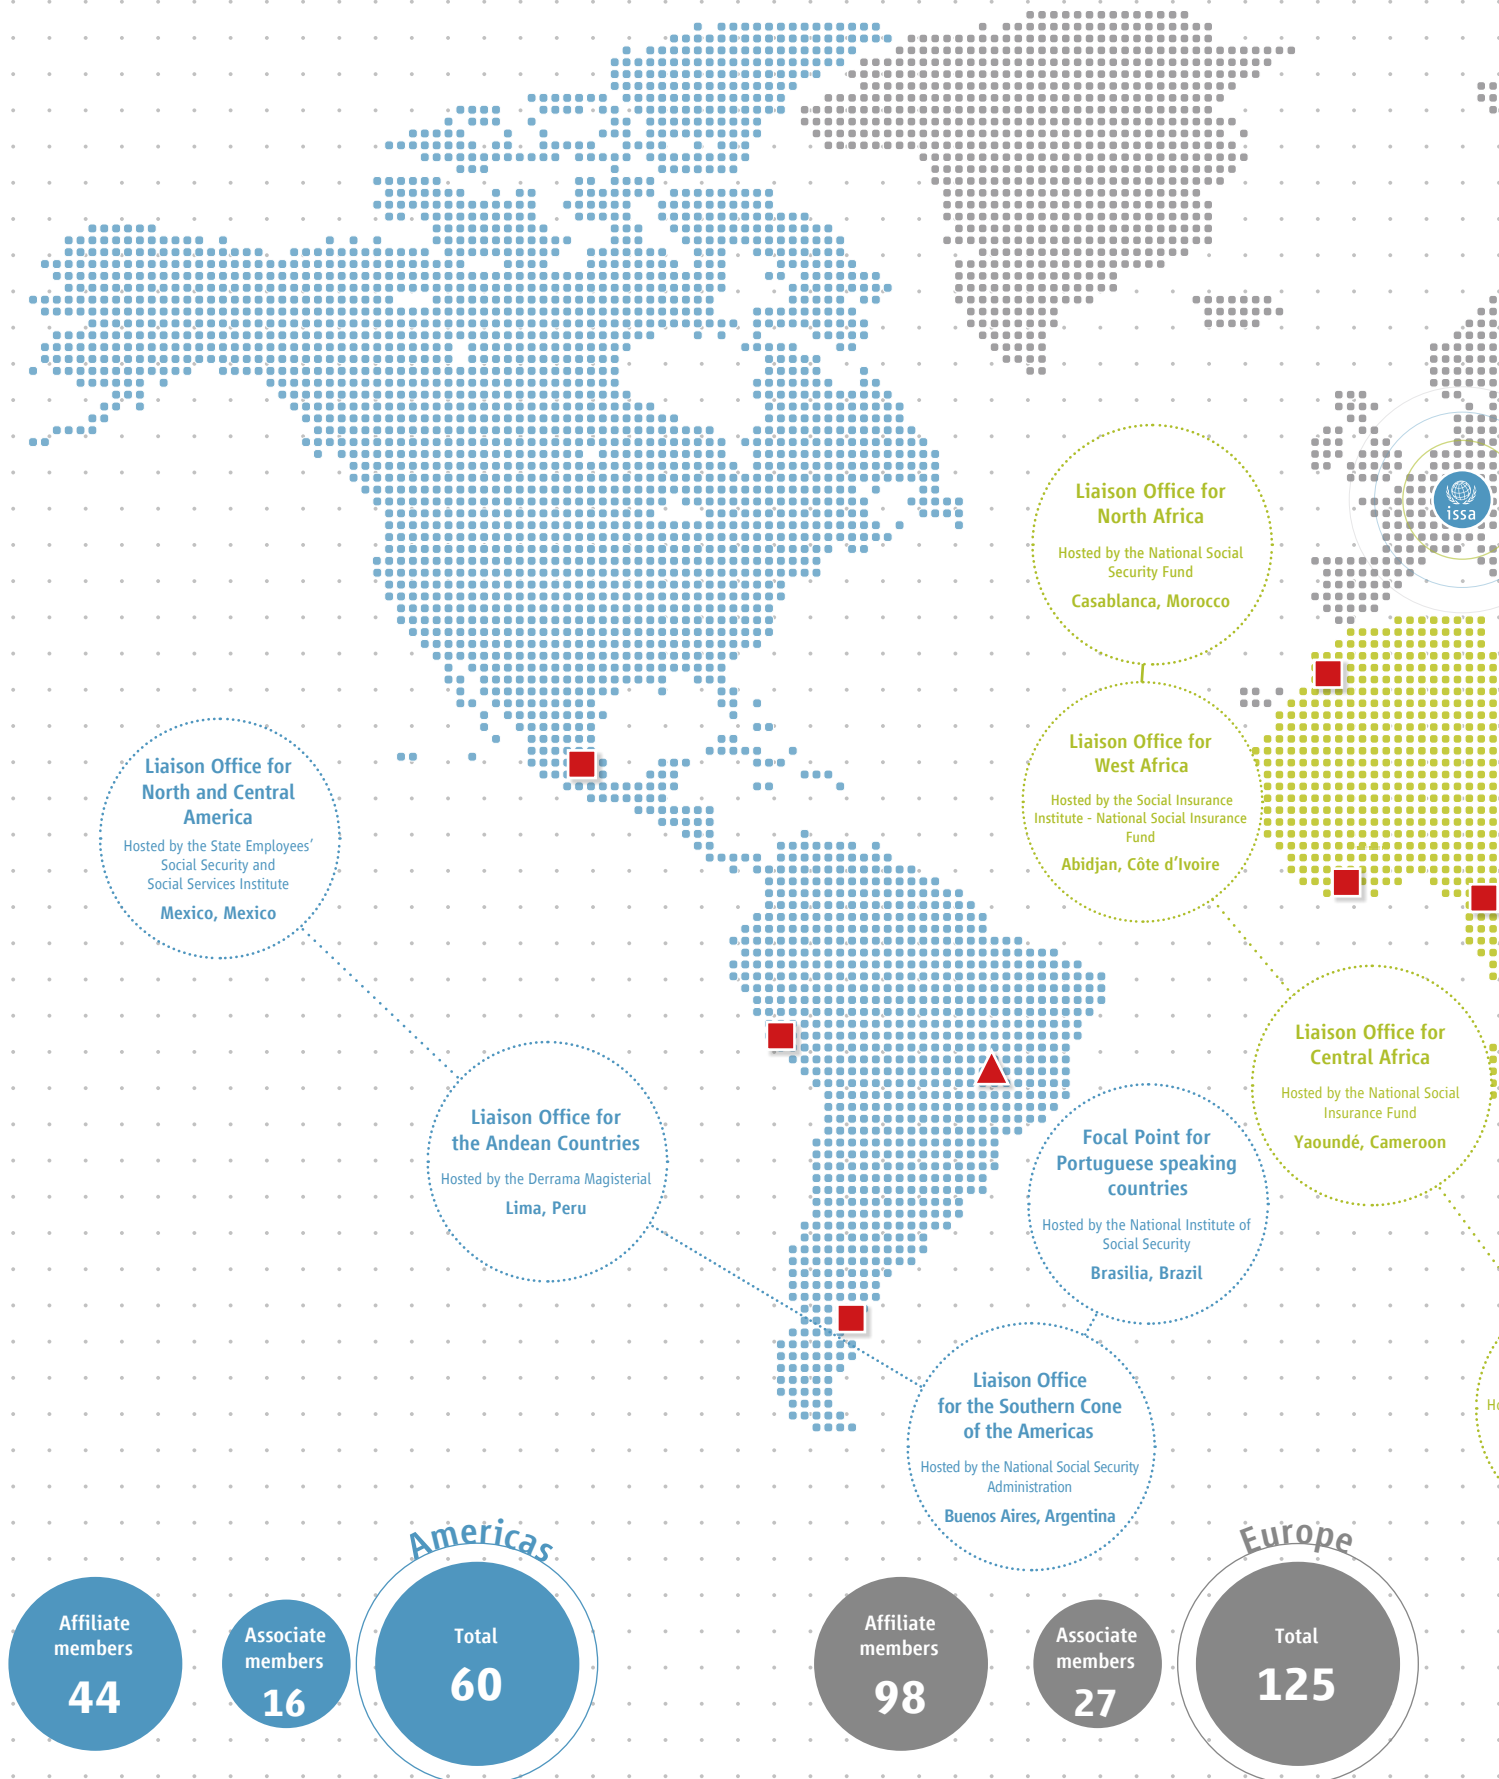 Liaison Office for
North Africa
Hosted by the National Social
Security Fund
Casablanca, Morocco
issa
Liaison Office for
West Africa
Hosted by the Social Insurance
Institute - National Social Insurance
Fund
Abidjan, Côte d'Ivoire
Liaison Office for
North and Central
America
Hosted by the State Employees'
Social Security and
Social Services Institute
Mexico, Mexico
Liaison Office for
Central Africa
Hosted by the National Social
Insurance Fund
Yaoundé, Cameroon
Liaison Office for
the Andean Countries
Hosted by the Derrama Magisterial
Lima, Peru
Focal Point for
Portuguese speaking
countries
Hosted by the National Institute of
Social Security
Brasilia, Brazil
Liaison Office
for the Southern Cone
of the Americas
Hosted by the National Social Security
Administration
Buenos Aires, Argentina
Americas
Affiliate
members
44
Associate
members
16
Total
60
Europe
Affiliate
members
98
Associate
members
27
Total
125